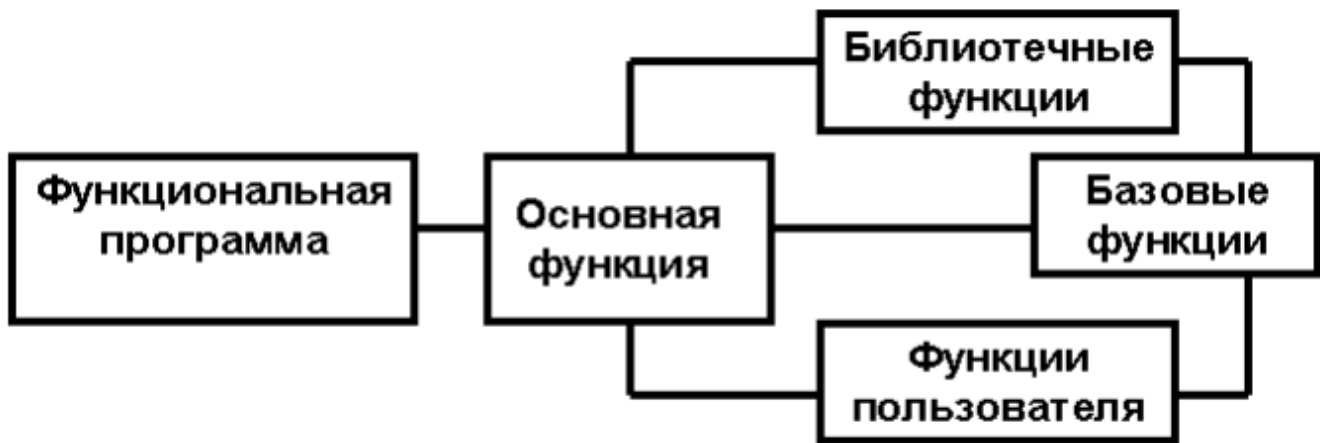 Библиотечные
функции
Функциональная
программа
Основная
функция
Базовые
функции
Функции
пользователя